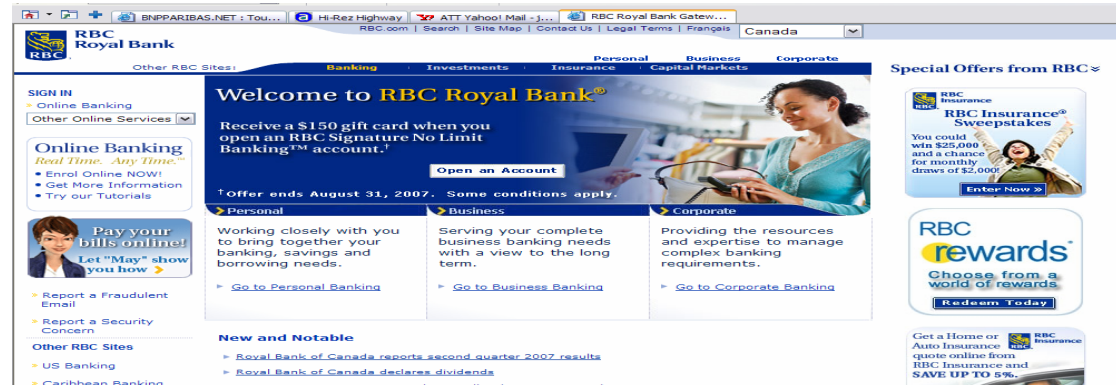 BNPPARIBAS.NET : Tou...
Hi-Rez Highway
ATT Yahoo! Mail - j...
RBC Royal Bank Gatew...
RBC.com | Search | Site Map | Contact Us | Legal Terms | Français
Canada
RBC
Royal Bank
RBC
Personal Business Corporate
Other RBC Sites: Banking Investments Insurance Capital Markets
SIGN IN
Online Banking
Other Online Services
Online Banking
Real Time. Any Time.™
• Enrol Online NOW!
• Get More Information
• Try our Tutorials
Pay your
bills online!
Let "May" show
you how >
Report a Fraudulent
Email
Report a Security
Concern
Other RBC Sites
US Banking
Caribbean Banking
Welcome to RBC Royal Bank®
Receive a $150 gift card when you
open an RBC Signature No Limit
Banking™ account.†
Open an Account
†Offer ends August 31, 2007. Some conditions apply.
Personal
Working closely with you
to bring together your
banking, savings and
borrowing needs.
Go to Personal Banking
Business
Serving your complete
business banking needs
with a view to the long
term.
Go to Business Banking
Corporate
Providing the resources
and expertise to manage
complex banking
requirements.
Go to Corporate Banking
New and Notable
Royal Bank of Canada reports second quarter 2007 results
Royal Bank of Canada declares dividends
Special Offers from RBC
RBC
Insurance
RBC Insurance®
Sweepstakes
You could
win $25,000
and a chance
for monthly
draws of $2,000!
Enter Now »
RBC
rewards
Choose from a
world of rewards
Redeem Today
Get a Home or
Auto Insurance
quote online from
RBC Insurance and
SAVE UP TO 5%.
RBC
Insurance